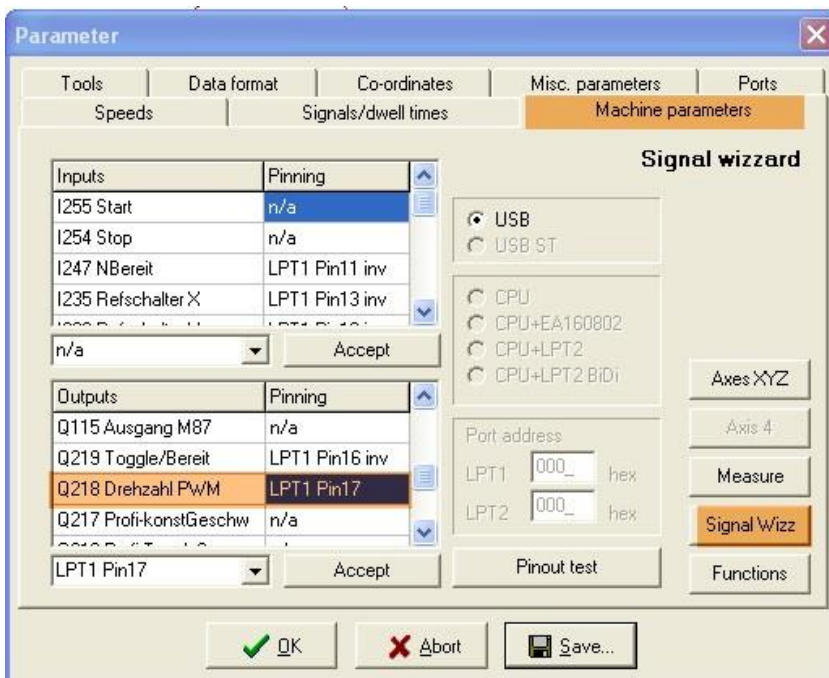 Parameter
Tools Data format Co-ordinates Misc. parameters Ports
Speeds Signals/dwell times Machine parameters
Signal wizzard
Inputs Pinning
I255 Start n/a
I254 Stop n/a
I247 NBereit LPT1 Pin11 inv
I235 Refschalter X LPT1 Pin13 inv
n/a Accept
USB
USB ST
CPU
CPU+EA160802
CPU+LPT2
CPU+LPT2 BiDi
Outputs Pinning
Q115 Ausgang M87 n/a
Q219 Toggle/Bereit LPT1 Pin16 inv
Q218 Drehzahl PWM LPT1 Pin17
Q217 Profi-konstGeschw n/a
LPT1 Pin17 Accept
Port address
LPT1 000_ hex
LPT2 000_ hex
Pinout test
Axes XYZ
Axis 4
Measure
Signal Wizz
Functions
OK Abort Save...